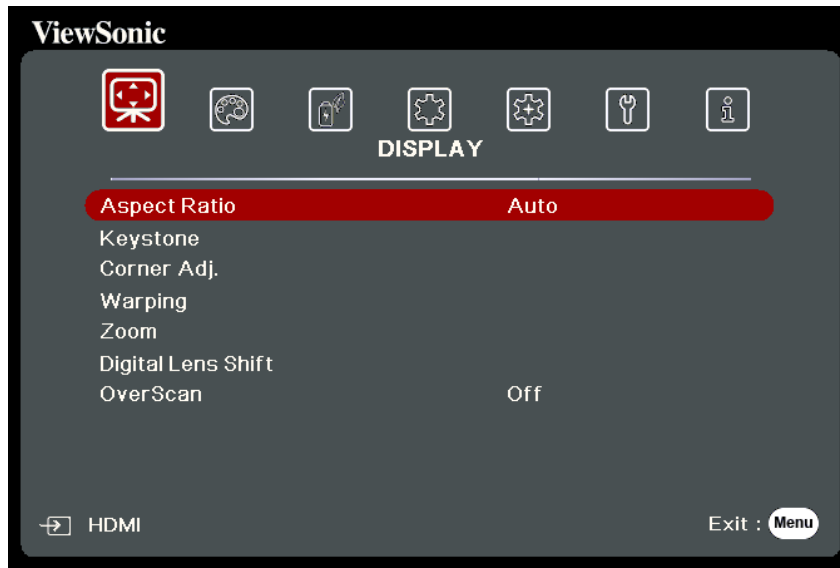 ViewSonic
DISPLAY
Aspect Ratio Auto
Keystone
Corner Adj.
Warping
Zoom
Digital Lens Shift
OverScan Off
HDMI Exit : Menu